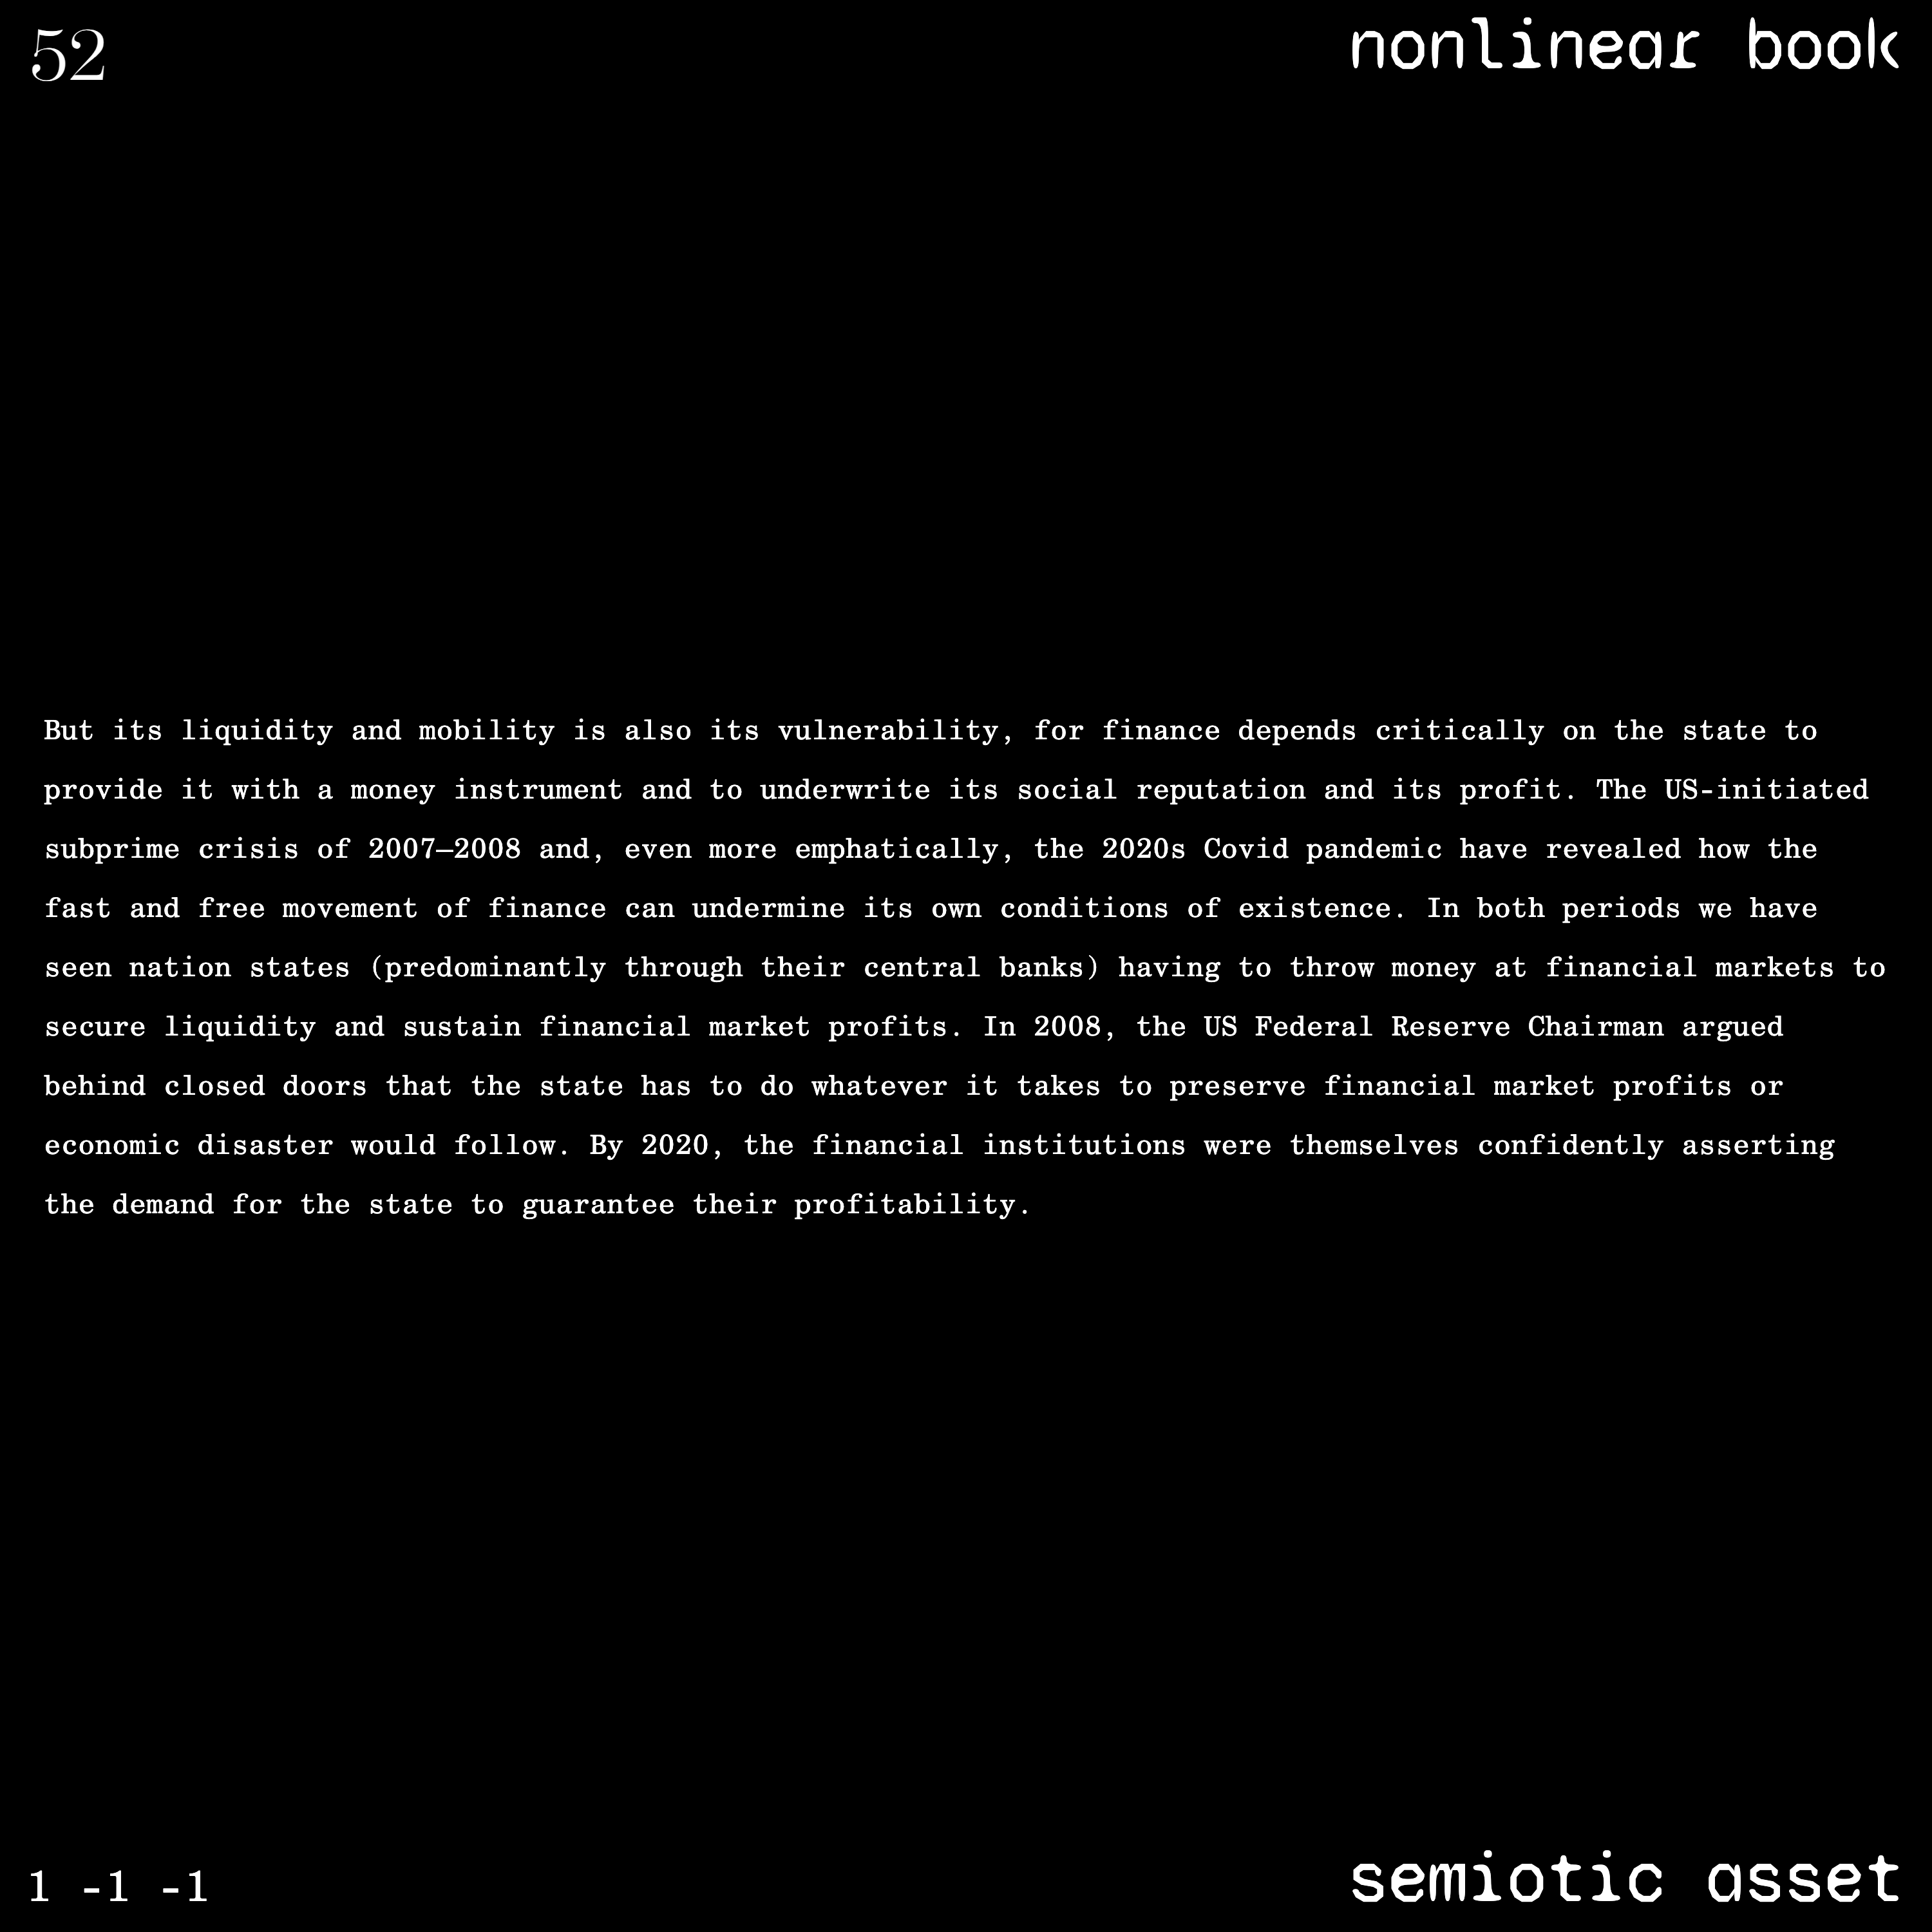 52
nonlinear book
But its liquidity and mobility is also its vulnerability, for finance depends critically on the state to
provide it with a money instrument and to underwrite its social reputation and its profit. The US-initiated
subprime crisis of 2007–2008 and, even more emphatically, the 2020s Covid pandemic have revealed how the
fast and free movement of finance can undermine its own conditions of existence. In both periods we have
seen nation states (predominantly through their central banks) having to throw money at financial markets to
secure liquidity and sustain financial market profits. In 2008, the US Federal Reserve Chairman argued
behind closed doors that the state has to do whatever it takes to preserve financial market profits or
economic disaster would follow. By 2020, the financial institutions were themselves confidently asserting
the demand for the state to guarantee their profitability.
1 -1 -1
semiotic asset